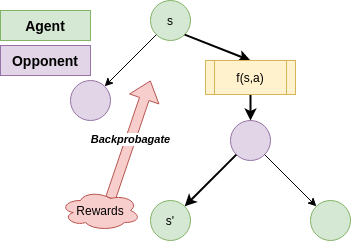 s
Agent
Opponent
f(s,a)
Backprobagate
Rewards
s'